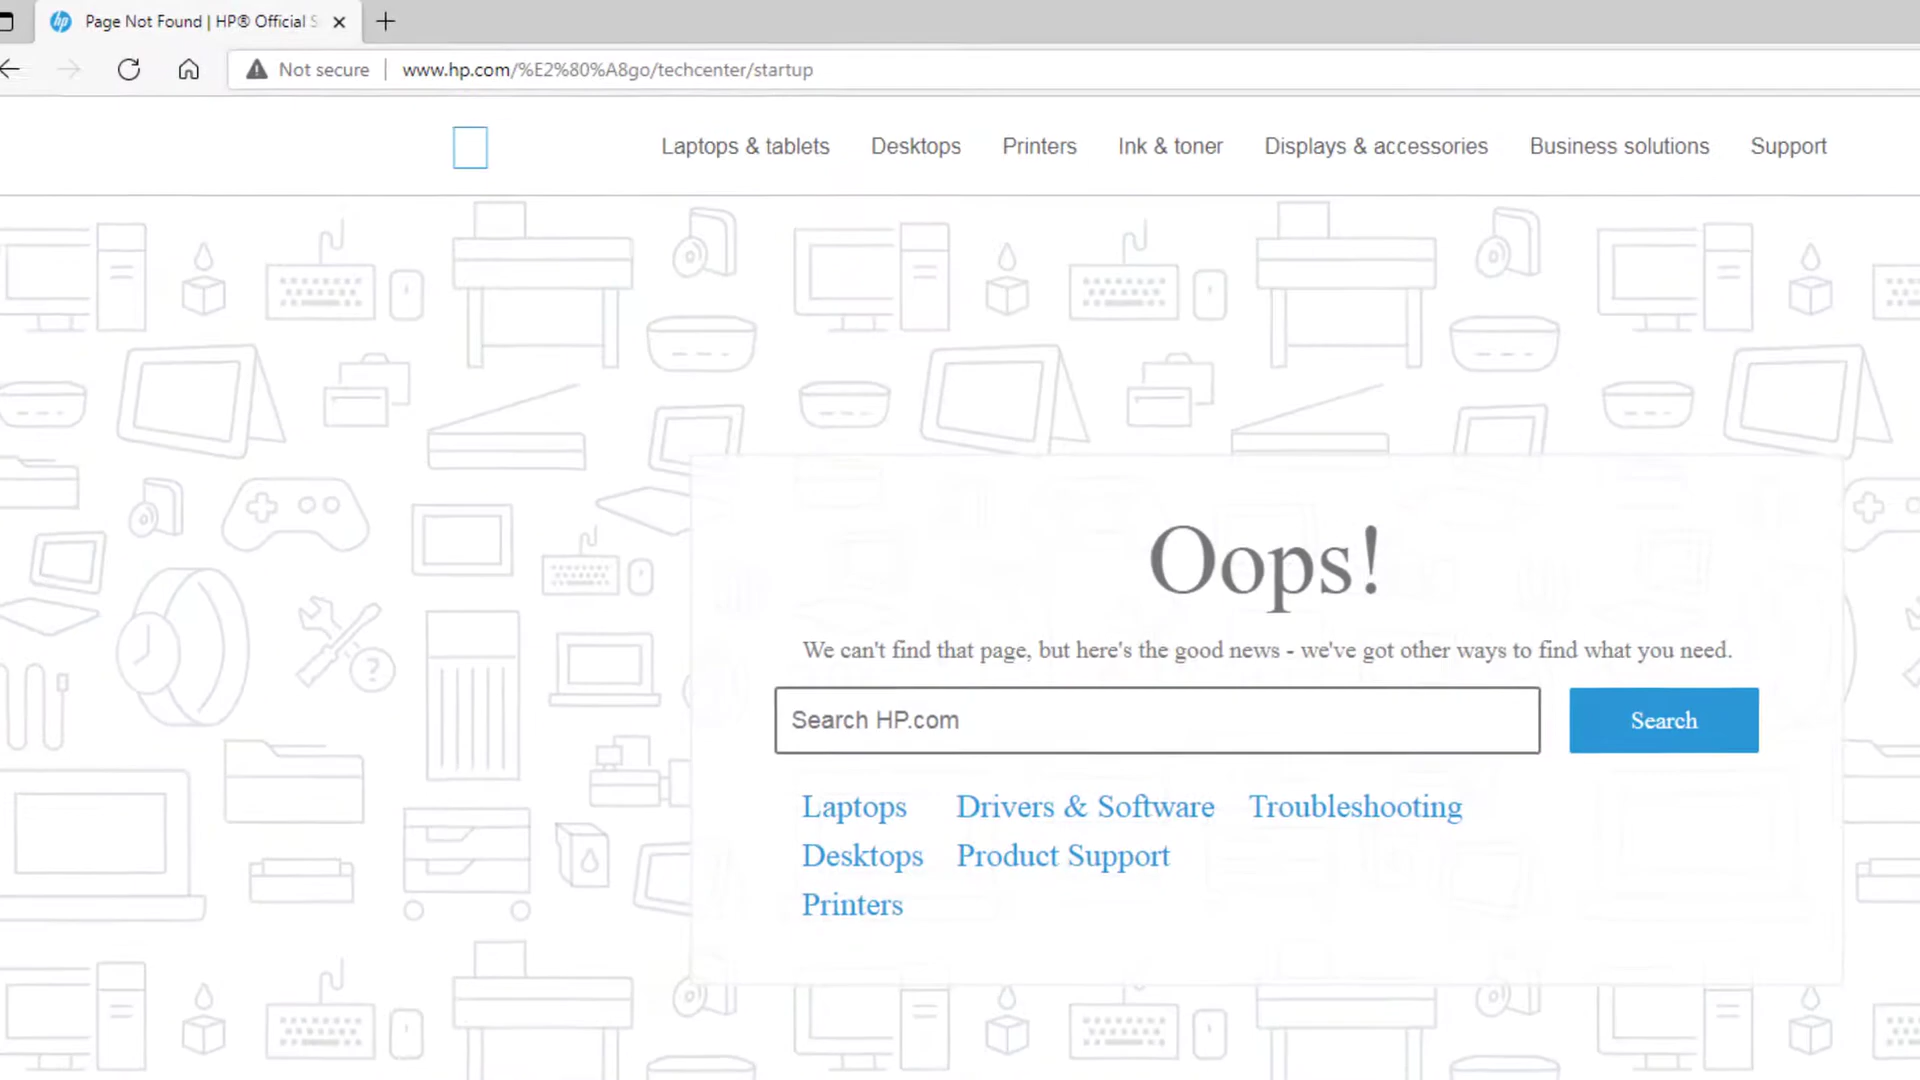 hp Page Not Found | HP® Official S
Not secure www.hp.com/%E2%80%A8go/techcenter/startup
Laptops & tablets Desktops Printers Ink & toner Displays & accessories Business solutions Support
Oops!
We can't find that page, but here's the good news - we've got other ways to find what you need.
Search HP.com Search
Laptops Drivers & Software Troubleshooting
Desktops Product Support
Printers